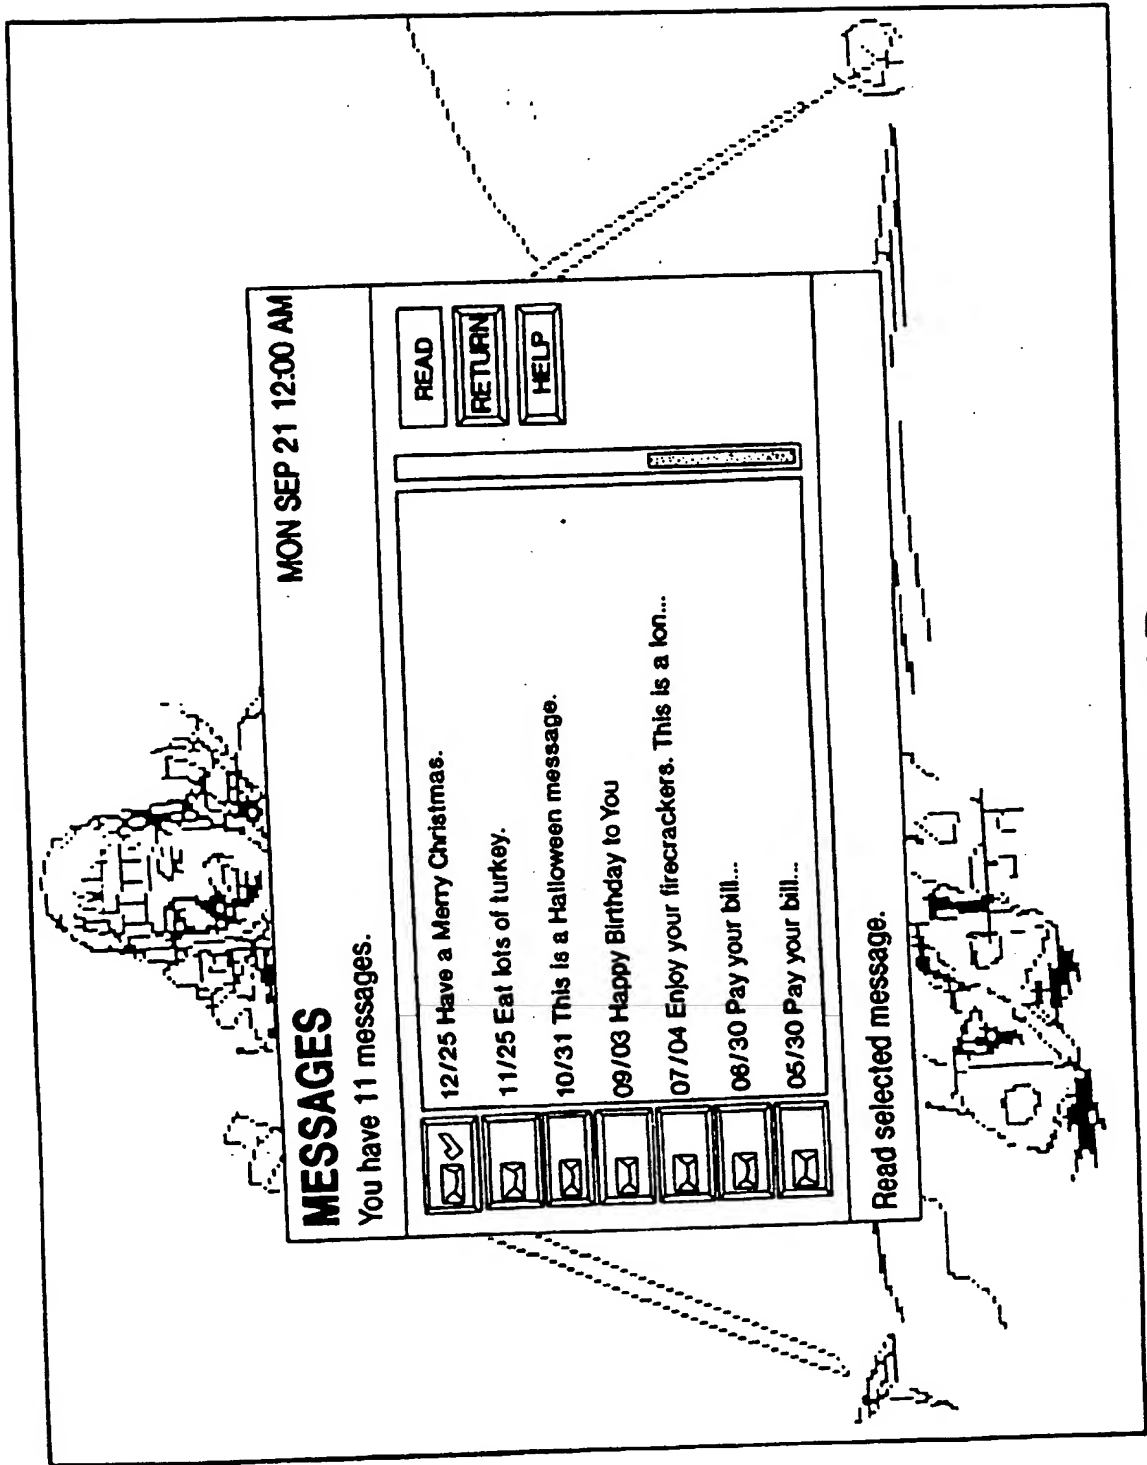 MESSAGES
MON SEP 21 12:00 AM
You have 11 messages.
12/25 Have a Merry Christmas.
11/25 Eat lots of turkey.
10/31 This is a Halloween message.
09/03 Happy Birthday to You
07/04 Enjoy your firecrackers. This is a lon...
06/30 Pay your bill...
05/30 Pay your bill...
READ
RETURN
HELP
Read selected message.